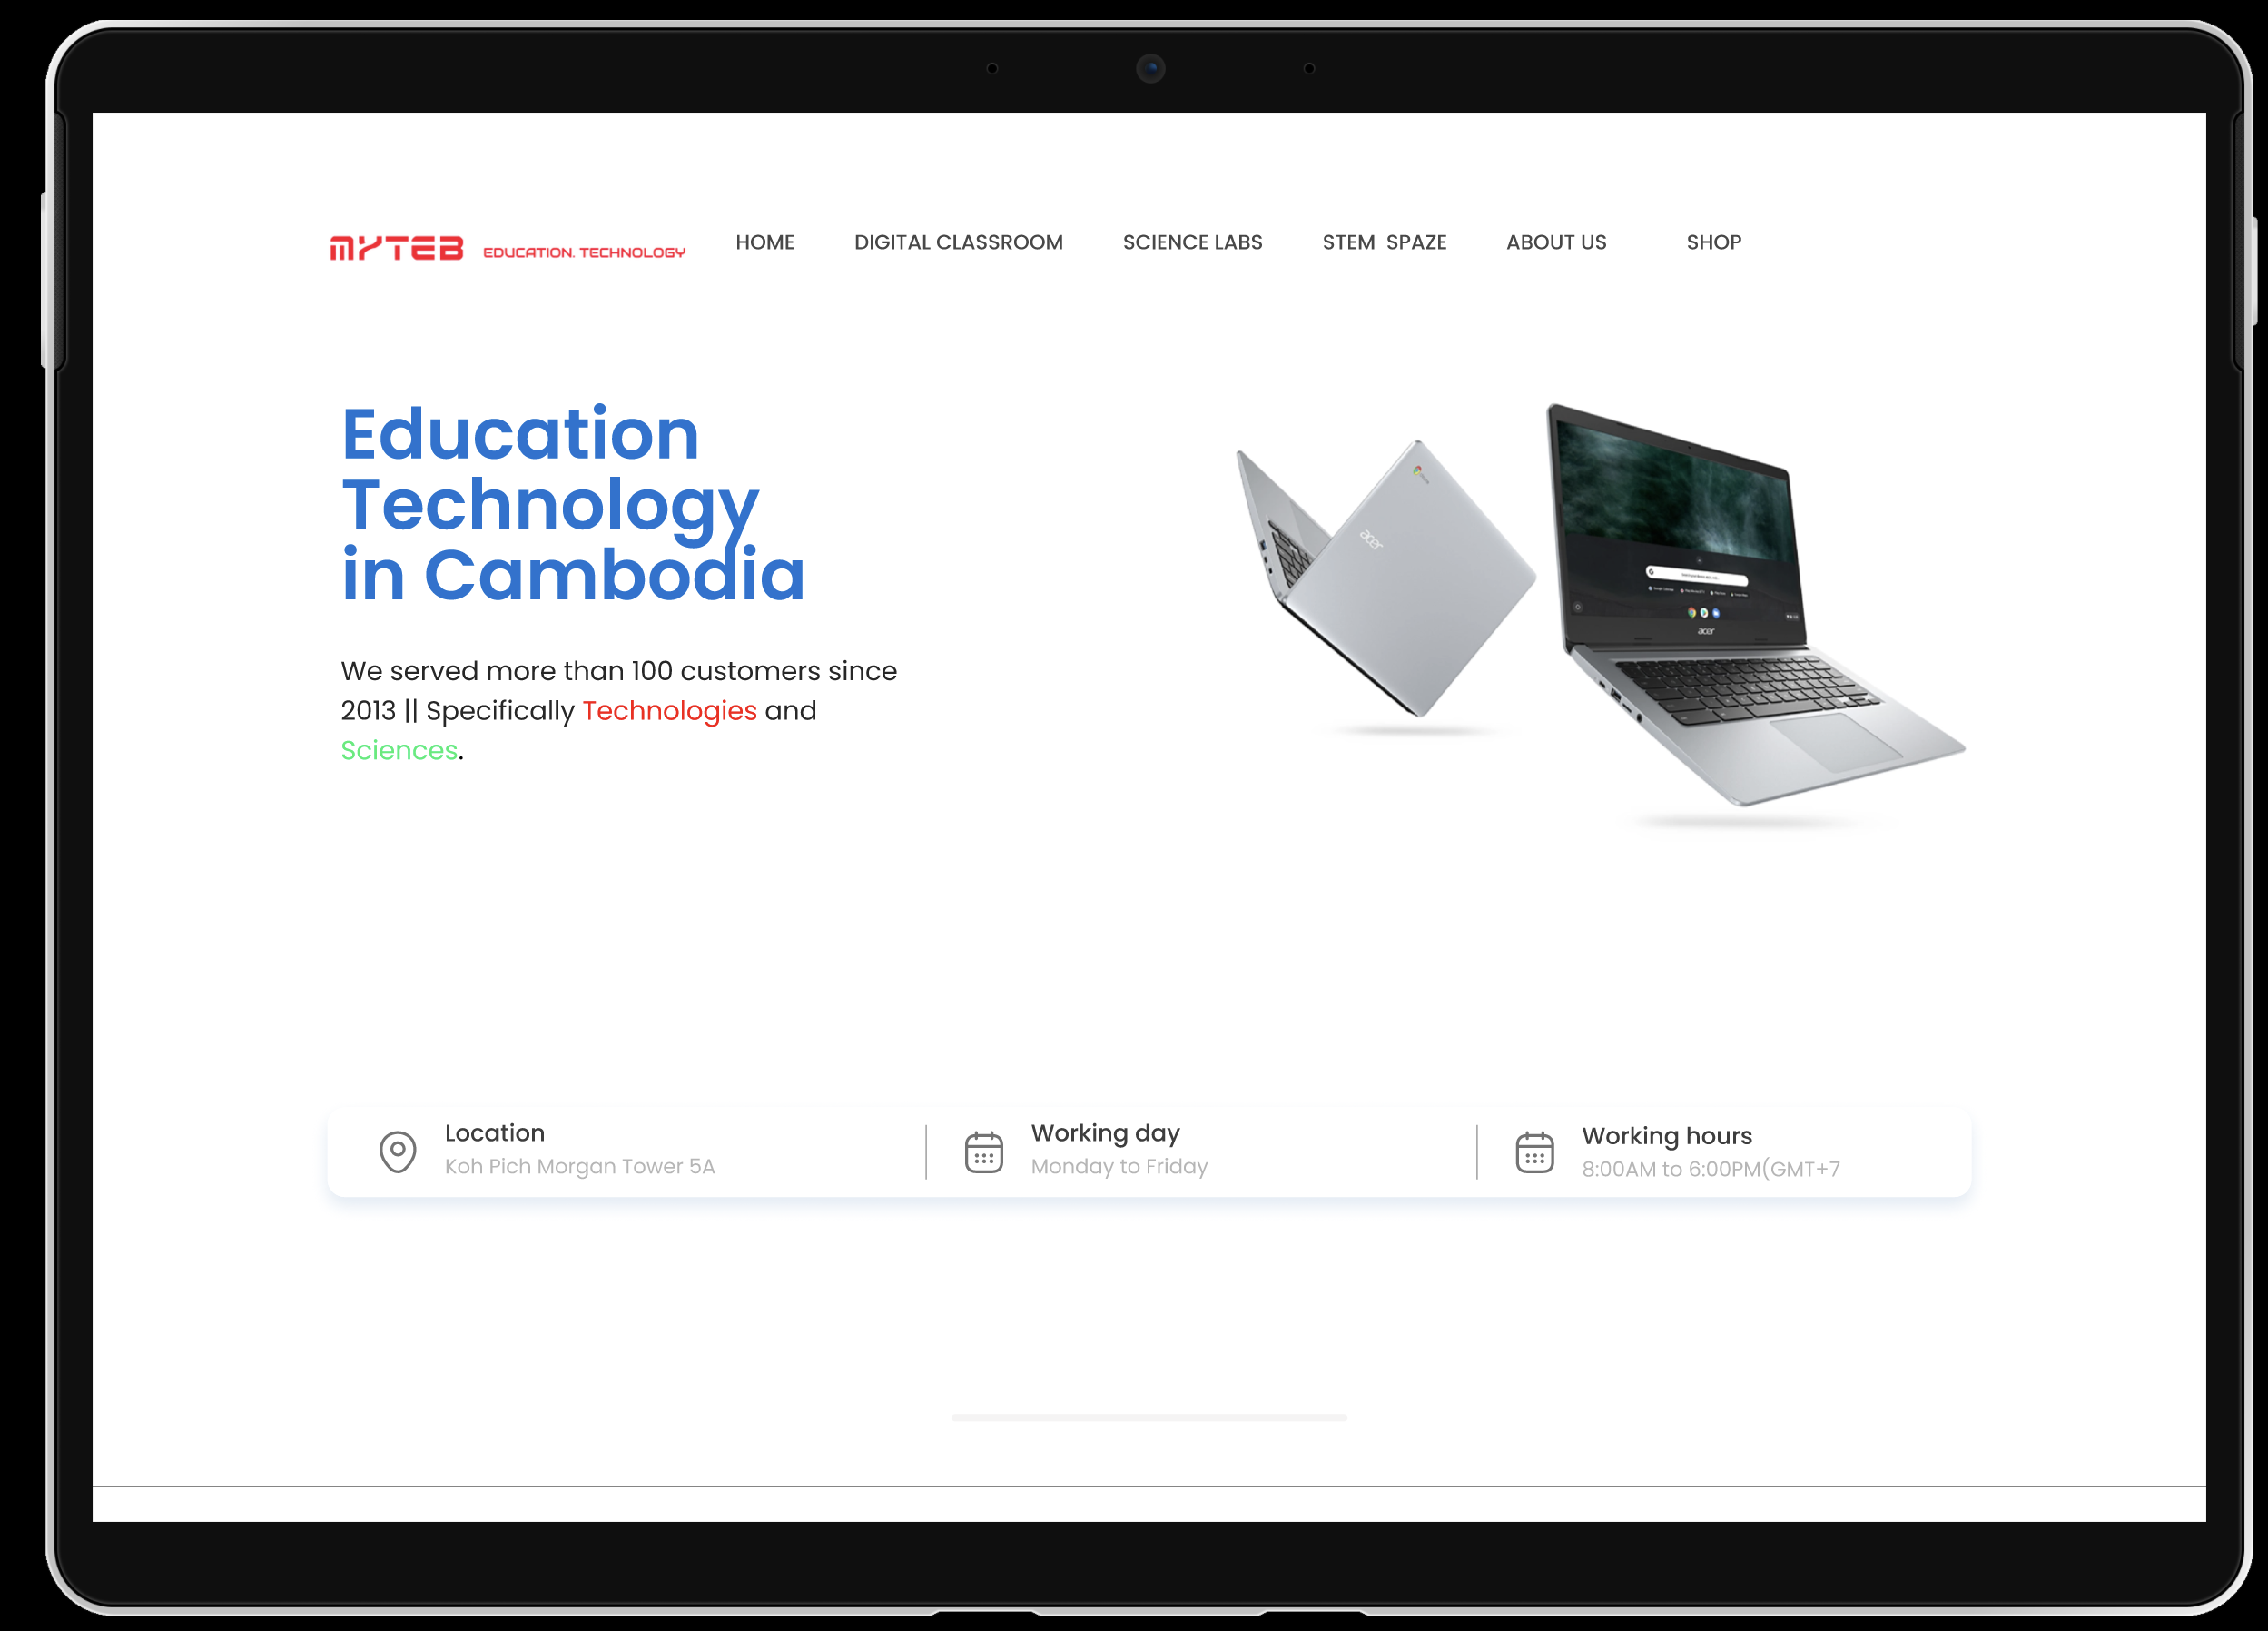 MYTEB EDUCATION. TECHNOLOGY HOME DIGITAL CLASSROOM SCIENCE LABS STEM SPAZE ABOUT US SHOP
Education
Technology
in Cambodia
We served more than 100 customers since
2013 || Specifically Technologies and
Sciences.
acer
acer
Location
Koh Pich Morgan Tower 5A
Working day
Monday to Friday
Working hours
8:00AM to 6:00PM(GMT+7